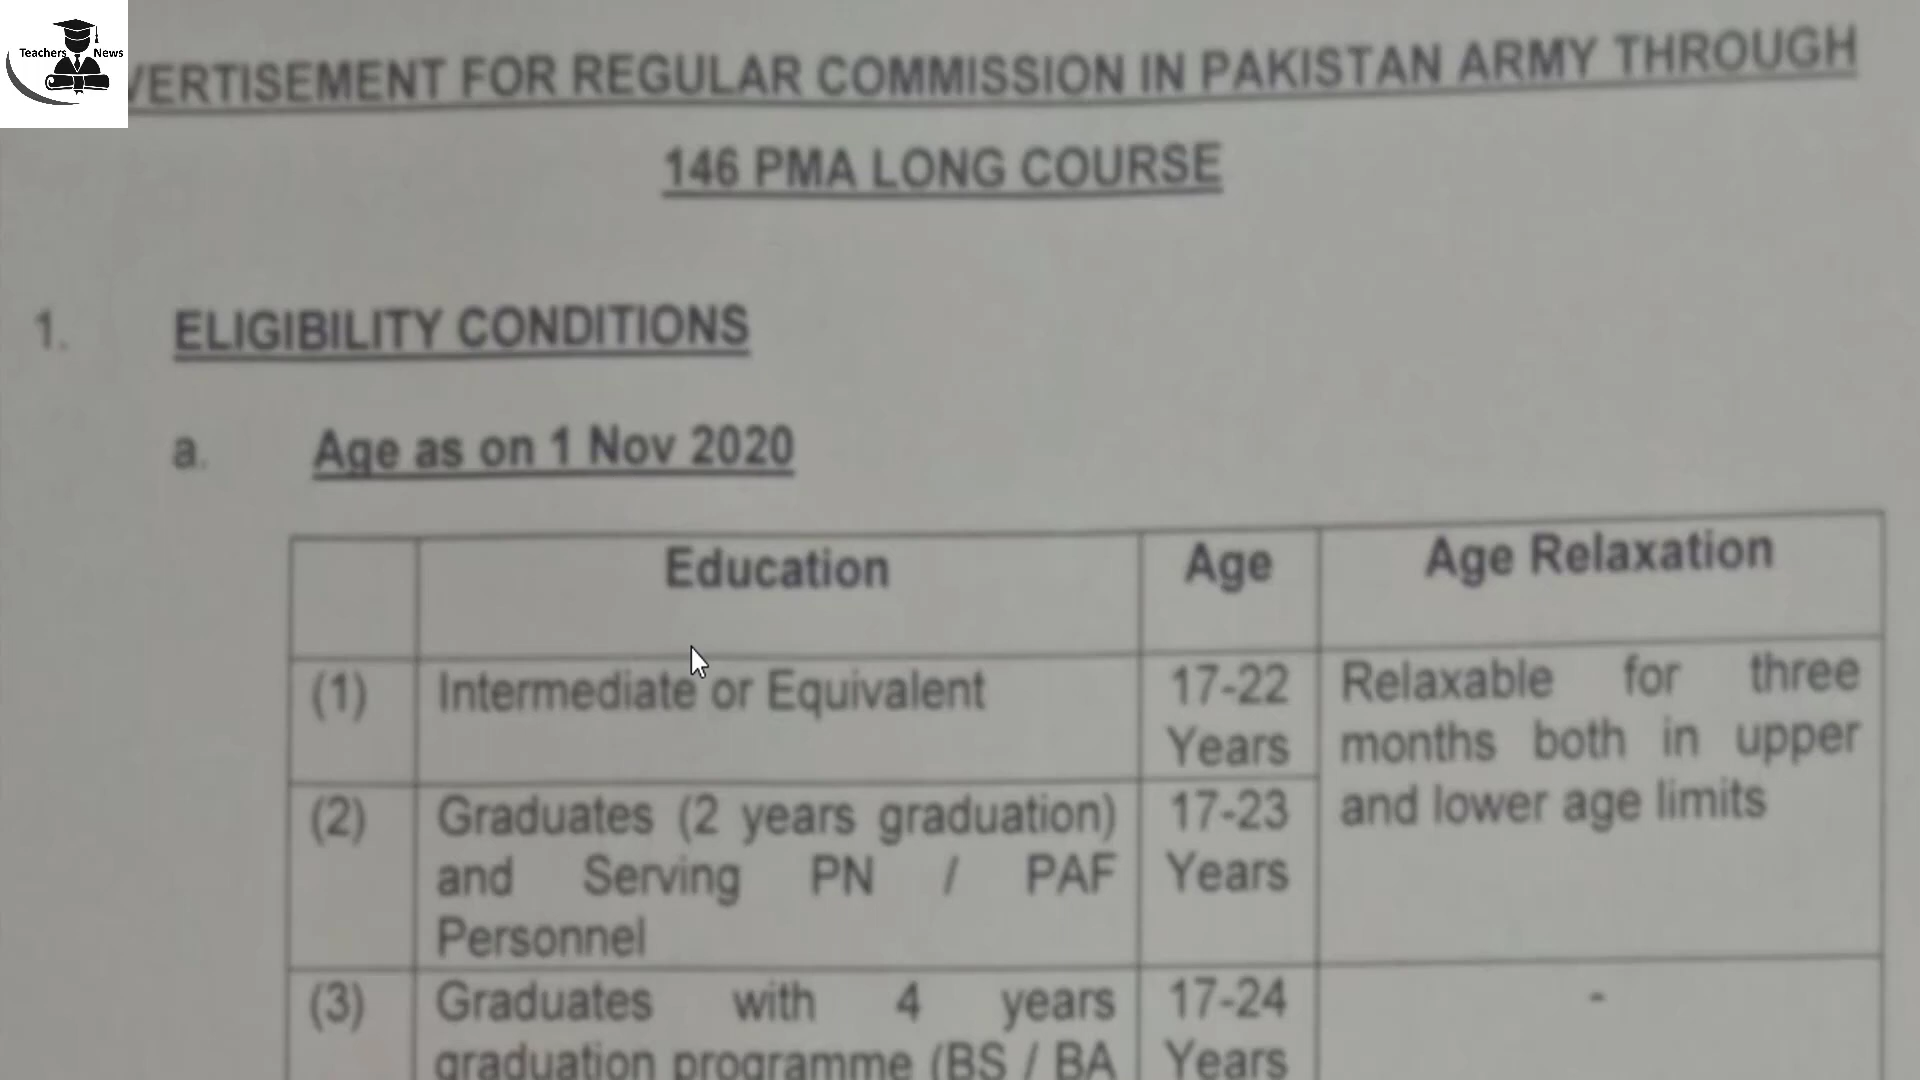 Teachers News
VERTISEMENT FOR REGULAR COMMISSION IN PAKISTAN ARMY THROUGH
146 PMA LONG COURSE
1. ELIGIBILITY CONDITIONS
a. Age as on 1 Nov 2020
Education Age Age Relaxation
(1) Intermediate or Equivalent 17-22 Years
Relaxable for three
months both in upper
and lower age limits
(2) Graduates (2 years graduation) 17-23
and Serving PN / PAF Years
Personnel
(3) Graduates with 4 years 17-24 -
graduation programme (BS / BA Years